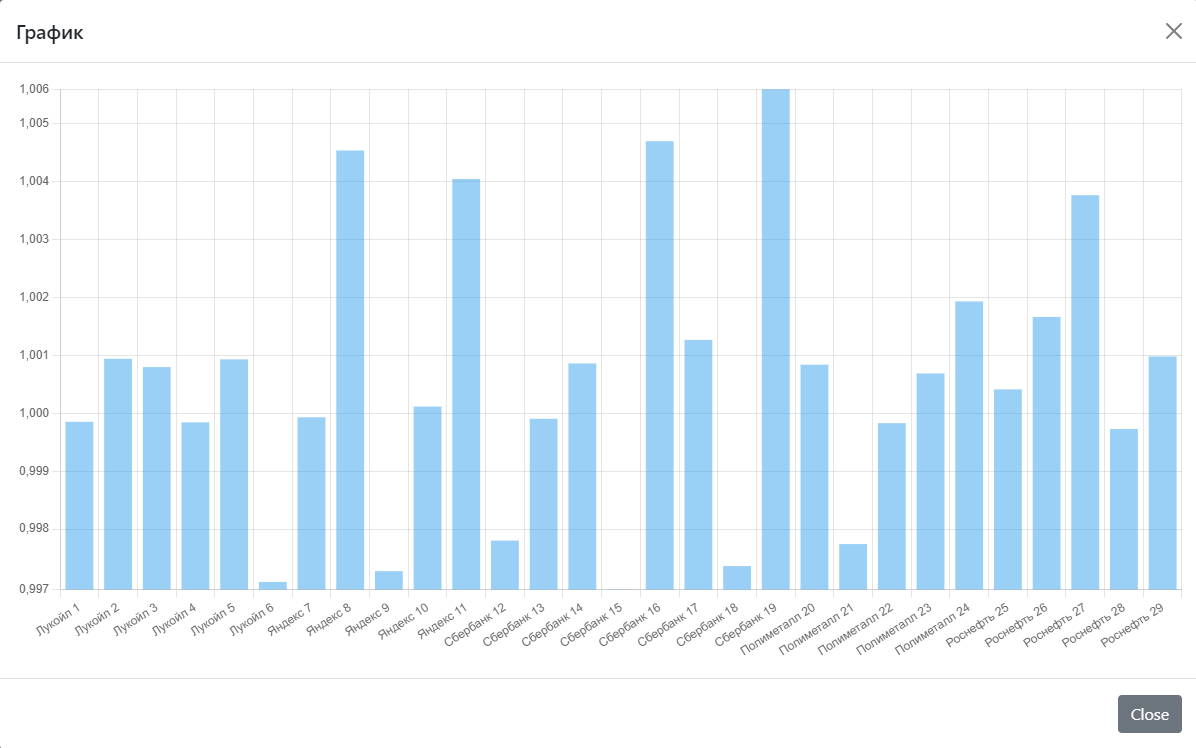 График
1,006
1,005
1,004
1,003
1,002
1,001
1,000
0,999
0,998
0,997
Лукойл 1
Лукойл 2
Лукойл 3
Лукойл 4
Лукойл 5
Лукойл 6
Яндекс 7
Яндекс 8
Яндекс 9
Яндекс 10
Яндекс 11
Сбербанк 12
Сбербанк 13
Сбербанк 14
Сбербанк 15
Сбербанк 16
Сбербанк 17
Сбербанк 18
Сбербанк 19
Полиметалл 20
Полиметалл 21
Полиметалл 22
Полиметалл 23
Полиметалл 24
Роснефть 25
Роснефть 26
Роснефть 27
Роснефть 28
Роснефть 29
Close